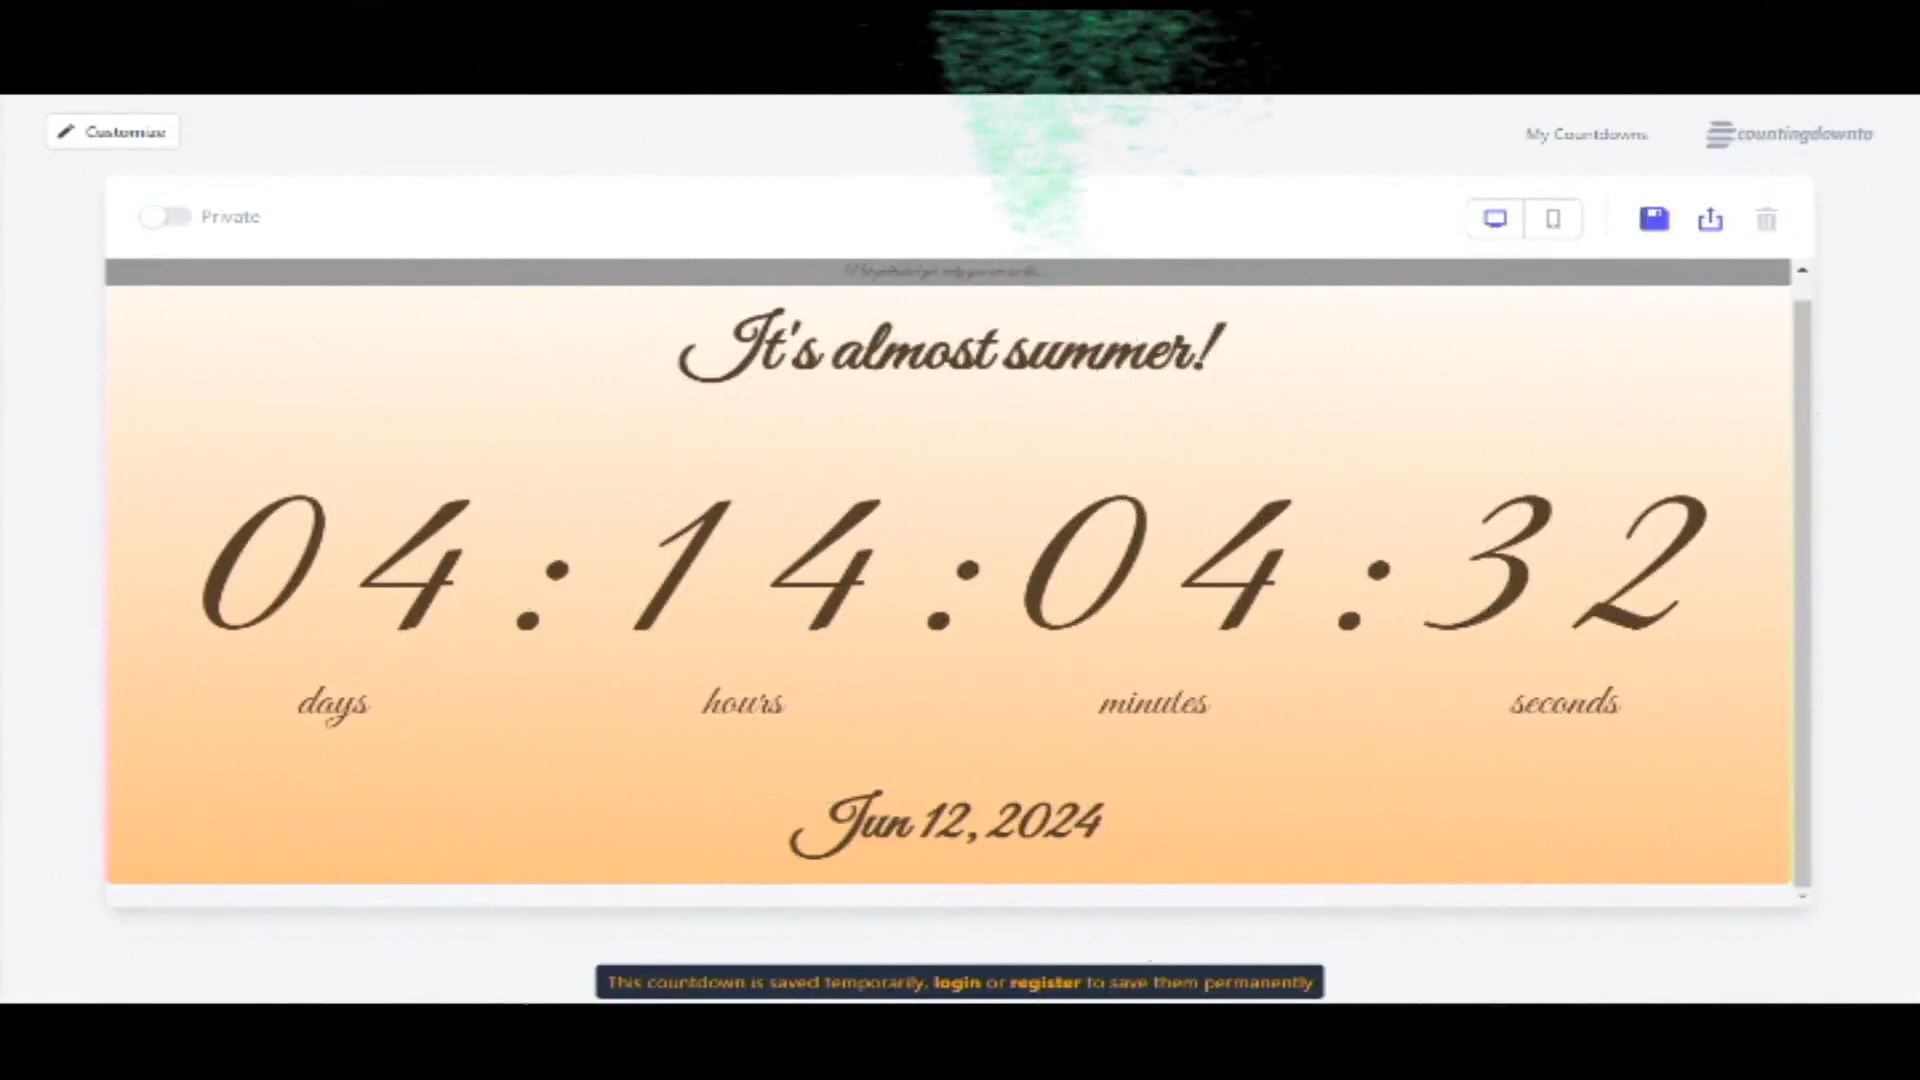 Customize
My Countdowns
countingdownto
Private
It's almost summer!
04:14:04:32
days hours minutes seconds
Jun 12, 2024
This countdown is saved temporarily, login or register to save them permanently